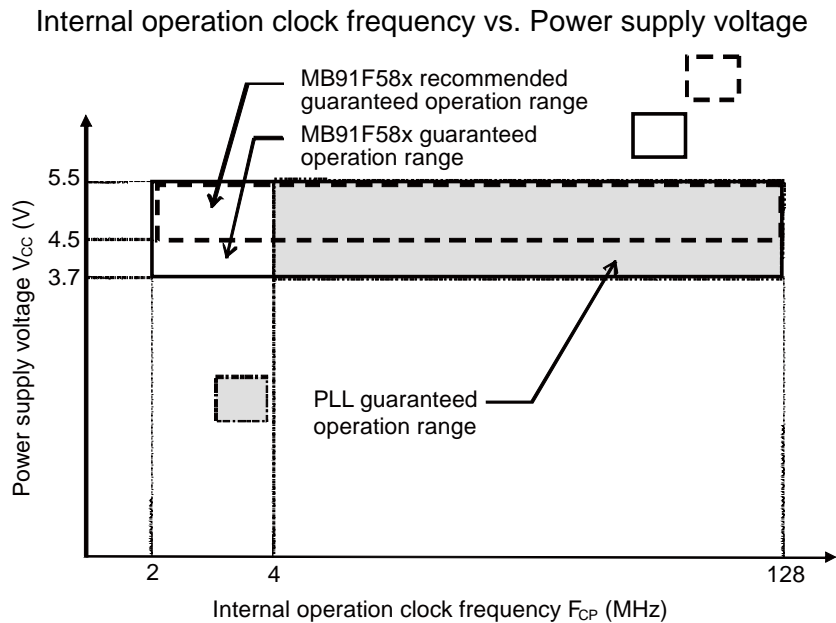 Internal operation clock frequency vs. Power supply voltage
MB91F58x recommended
guaranteed operation range
MB91F58x guaranteed
operation range
5.5
4.5
3.7
Power supply voltage VCC (V)
PLL guaranteed
operation range
2
4
128
Internal operation clock frequency FCP (MHz)